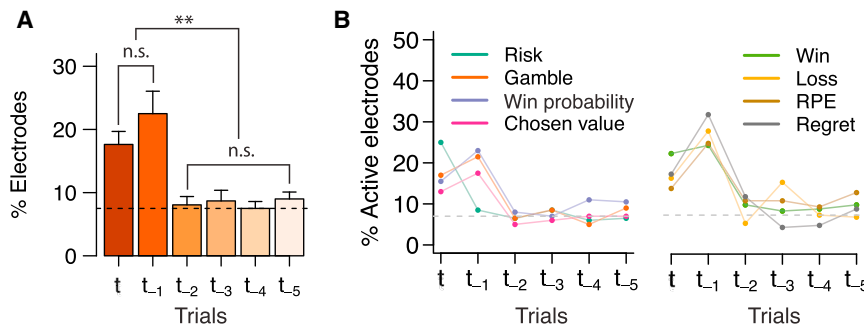 A
**
n.s.
n.s.
% Electrodes
30
20
10
0
t
t–1
t–2
t–3
t–4
t–5
Trials
B
% Active electrodes
50
40
30
20
10
0
Risk
Gamble
Win probability
Chosen value
t
t–1
t–2
t–3
t–4
t–5
Trials
Win
Loss
RPE
Regret
t
t–1
t–2
t–3
t–4
t–5
Trials